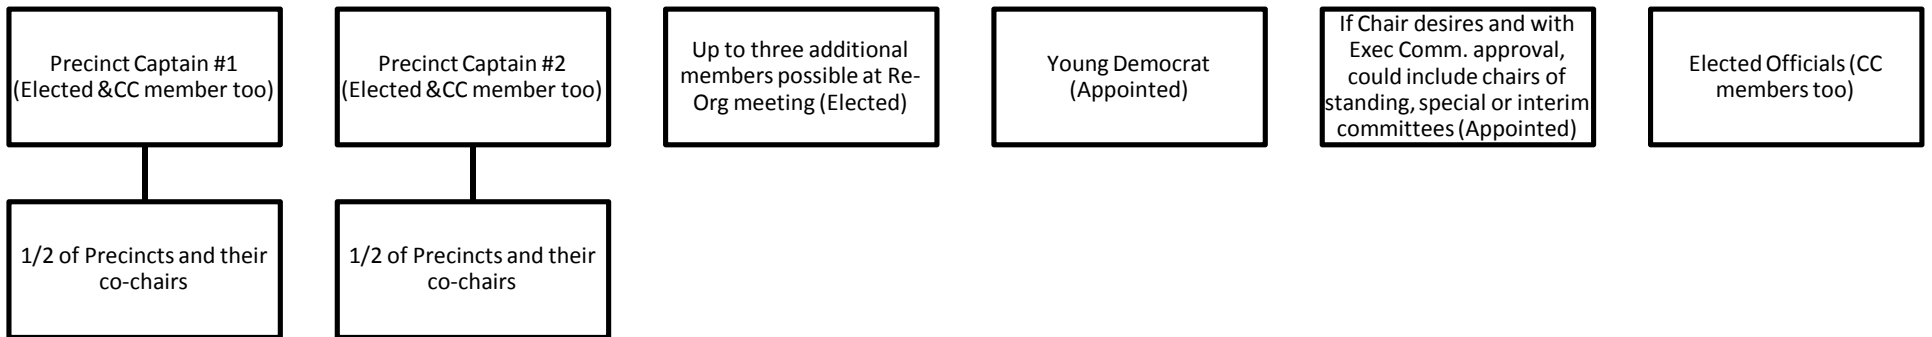 Precinct Captain #1
(Elected &CC member too)
Precinct Captain #2
(Elected &CC member too)
Up to three additional
members possible at Re-
Org meeting (Elected)
Young Democrat
(Appointed)
If Chair desires and with
Exec Comm. approval,
could include chairs of
standing, special or interim
committees (Appointed)
Elected Officials (CC
members too)
1/2 of Precincts and their
co-chairs
1/2 of Precincts and their
co-chairs